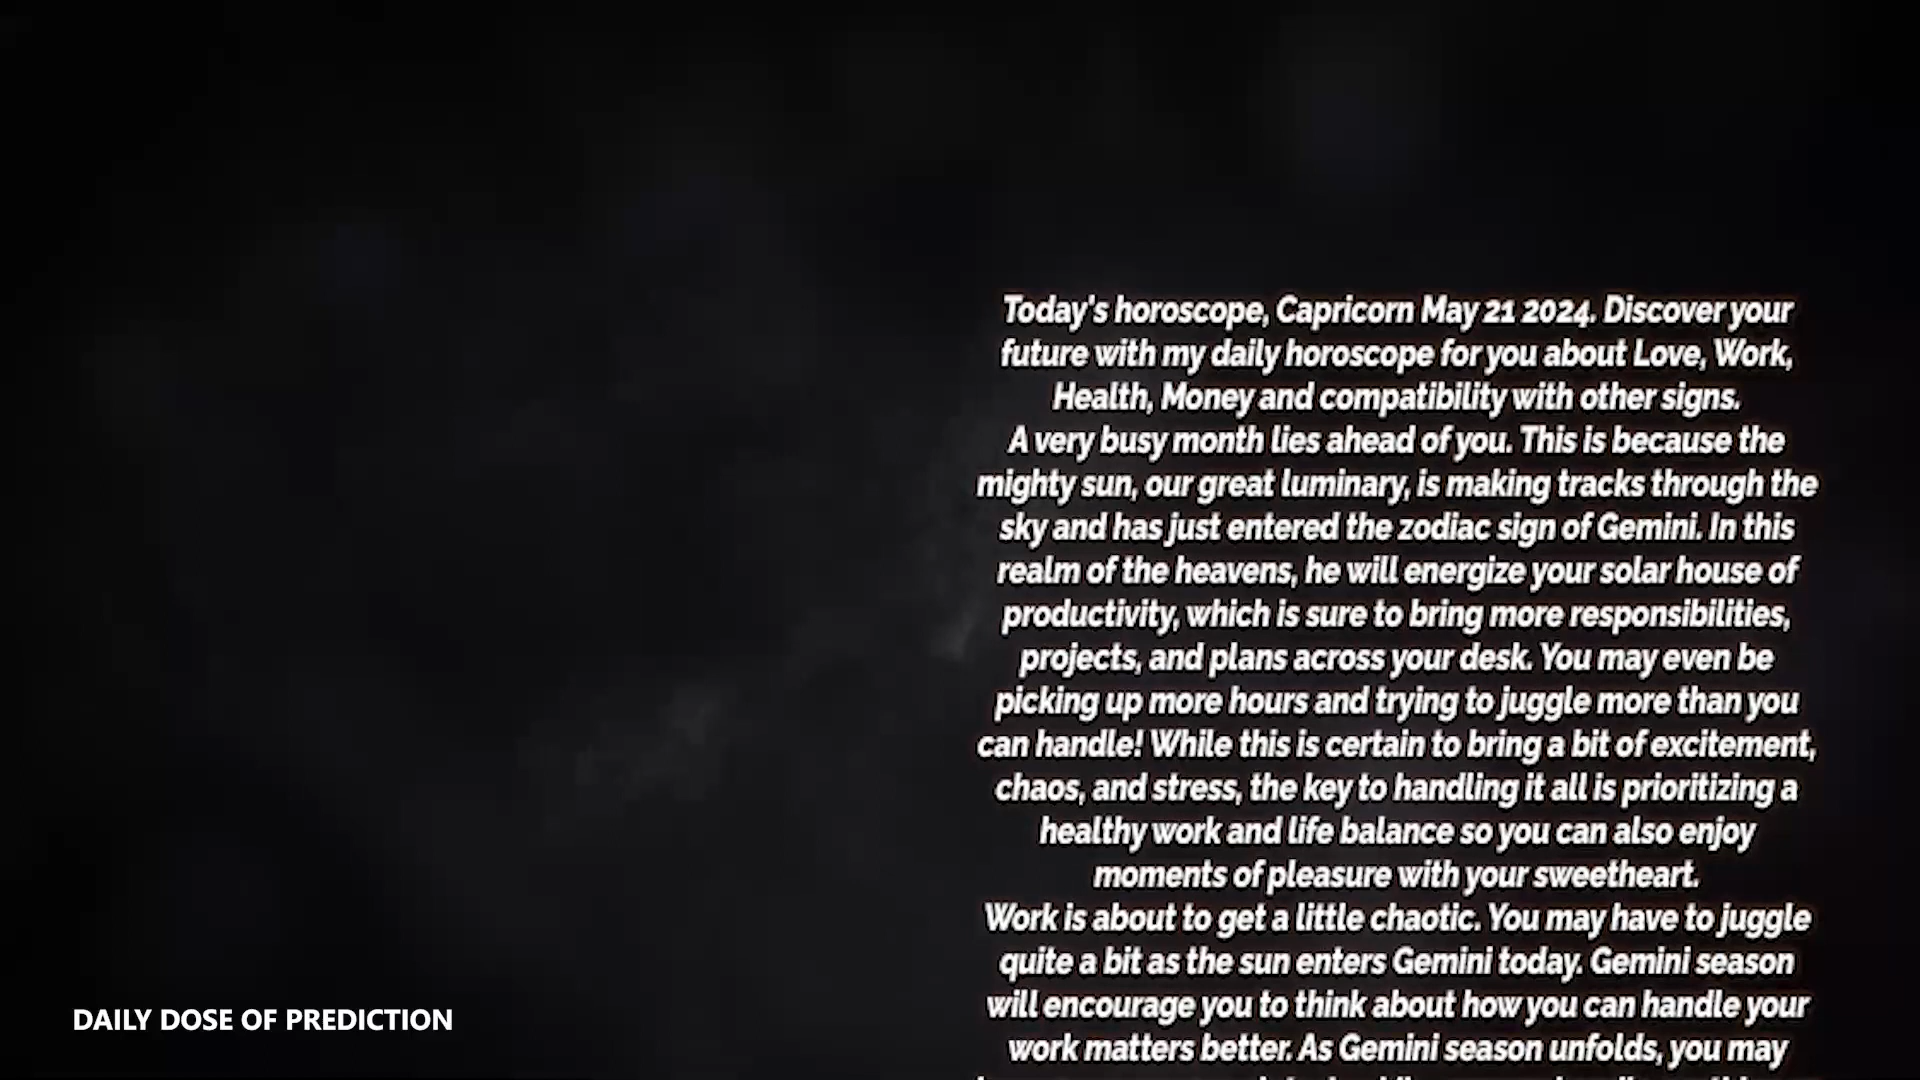 Today's horoscope, Capricorn May 21 2024. Discover your
future with my daily horoscope for you about Love, Work,
Health, Money and compatibility with other signs.
A very busy month lies ahead of you. This is because the
mighty sun, our great luminary, is making tracks through the
sky and has just entered the zodiac sign of Gemini. In this
realm of the heavens, he will energize your solar house of
productivity, which is sure to bring more responsibilities,
projects, and plans across your desk. You may even be
picking up more hours and trying to juggle more than you
can handle! While this is certain to bring a bit of excitement,
chaos, and stress, the key to handling it all is prioritizing a
healthy work and life balance so you can also enjoy
moments of pleasure with your sweetheart.
Work is about to get a little chaotic. You may have to juggle
quite a bit as the sun enters Gemini today. Gemini season
will encourage you to think about how you can handle your
work matters better. As Gemini season unfolds, you may
DAILY DOSE OF PREDICTION